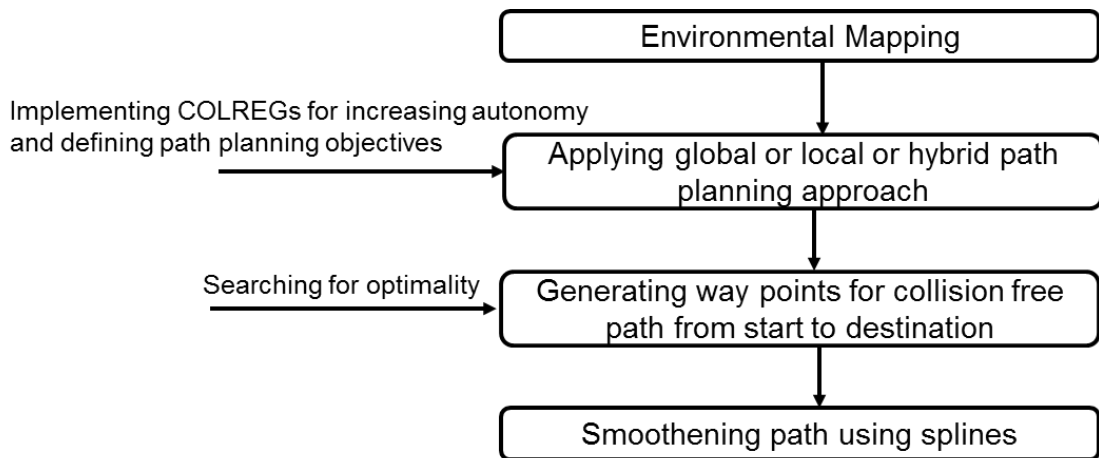 Environmental Mapping
Implementing COLREGs for increasing autonomy
and defining path planning objectives
Applying global or local or hybrid path
planning approach
Searching for optimality
Generating way points for collision free
path from start to destination
Smoothening path using splines